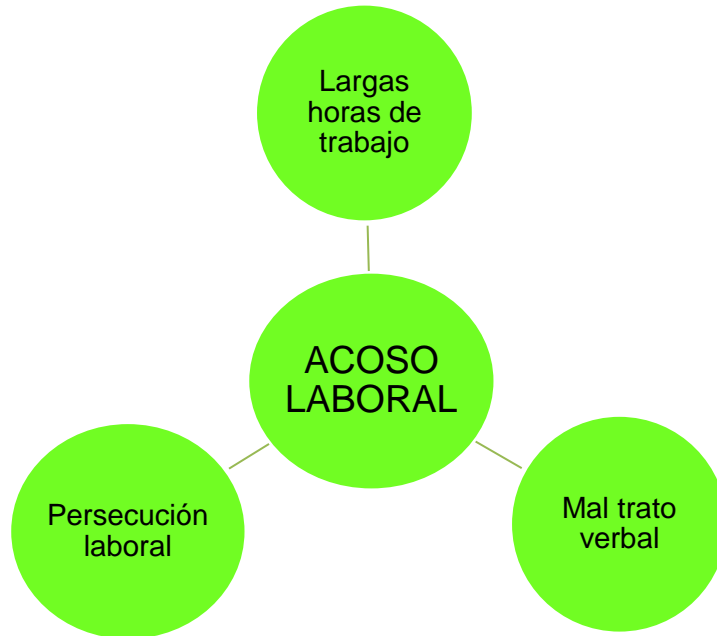 Largas
horas de
trabajo
ACOSO
LABORAL
Persecución
laboral
Mal trato
verbal